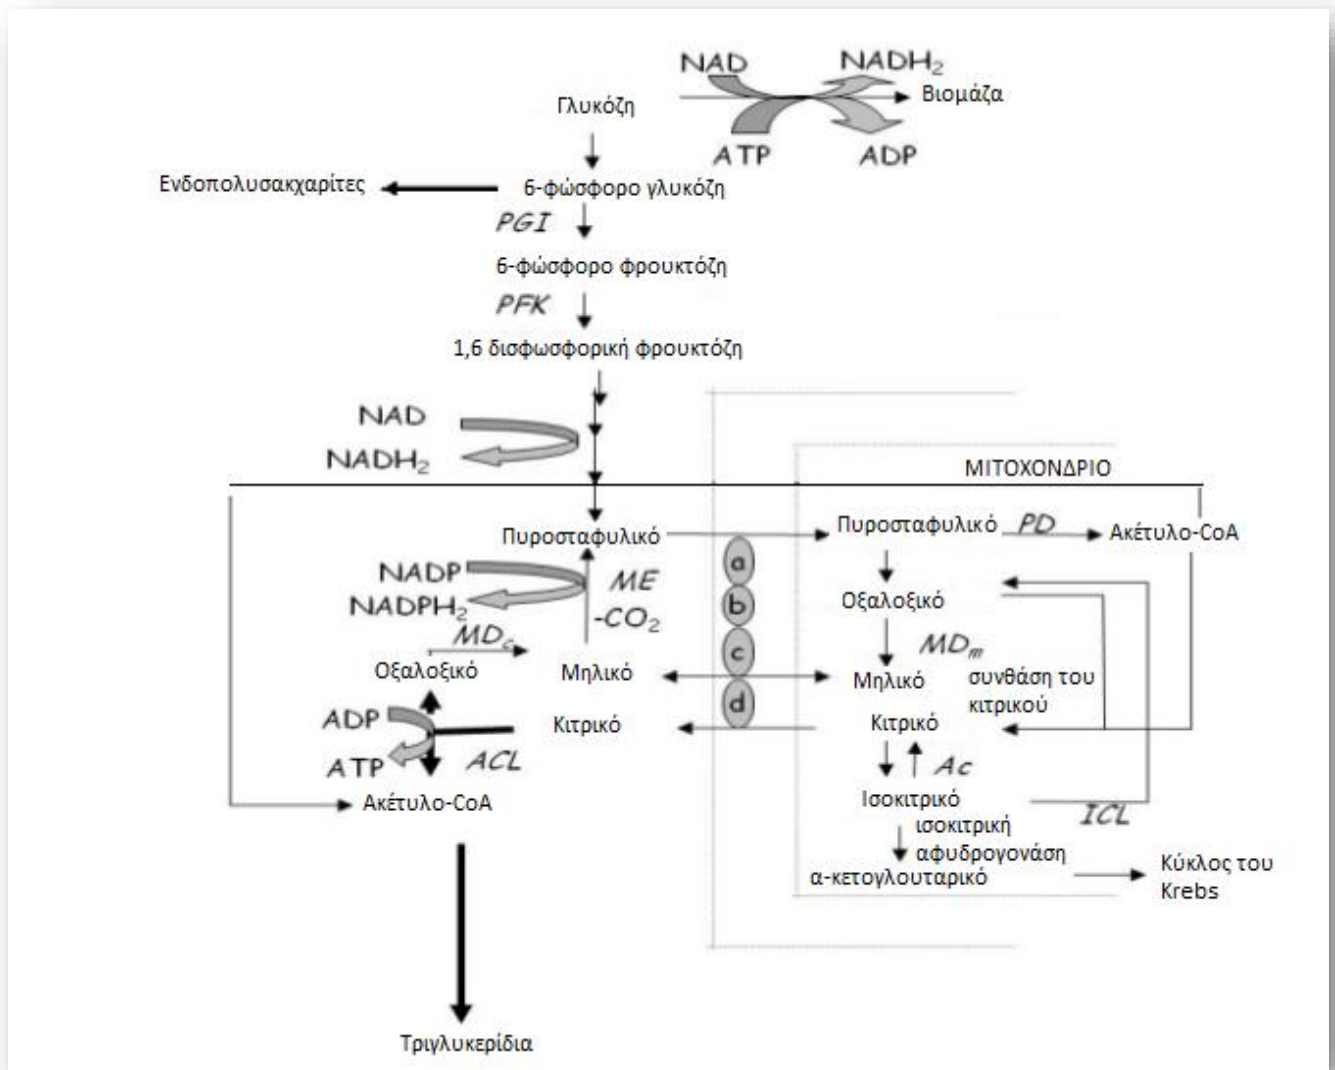 NAD
NADH₂
Γλυκόζη
Βιομάζα
ATP
ADP
Ενδοπολυσακχαρίτες
6-φώσφορο γλυκόζη
PGI
6-φώσφορο φρουκτόζη
PFK
1,6 δισφωσφορική φρουκτόζη
NAD
NADH₂
ΜΙΤΟΧΟΝΔΡΙΟ
Πυροσταφυλικό
Πυροσταφυλικό
PD
Ακέτυλο-CoA
NADP
NADPH₂
ME
-CO₂
a
b
c
d
Οξαλοξικό
MDc
MDm
Οξαλοξικό
Μηλικό
Μηλικό
συνθάση του
κιτρικού
ADP
ATP
ACL
Κιτρικό
Κιτρικό
Ac
Ακέτυλο-CoA
Ισοκιτρικό
ICL
ισοκιτρική
αφυδρογονάση
α-κετογλουταρικό
Κύκλος του
Krebs
Τριγλυκερίδια